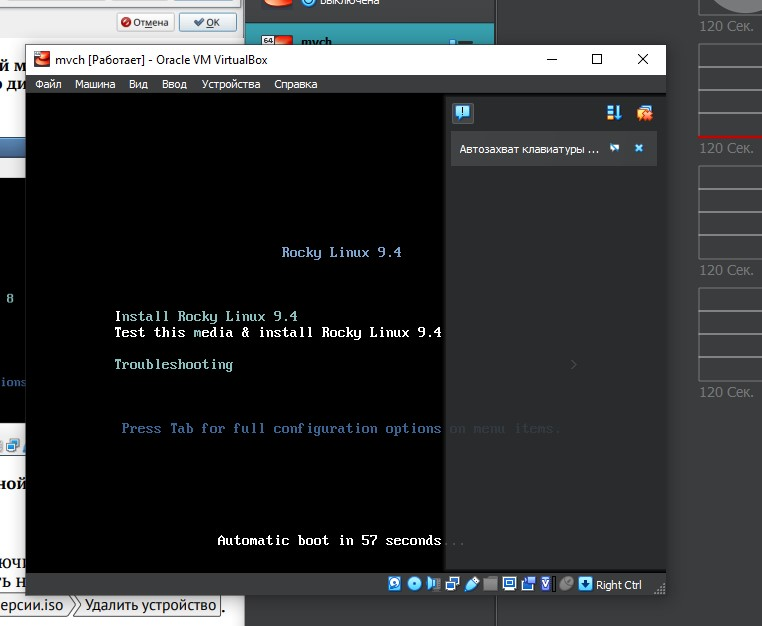 Выключена
Отмена
OK
64
mvch
й м
о ди
120 Сек.
mvch [Работает] - Oracle VM VirtualBox
Файл Машина Вид Ввод Устройства Справка
Автозахват клавиатуры ...
120 Сек.
Rocky Linux 9.4
120 Сек.
8
Install Rocky Linux 9.4
Test this media & install Rocky Linux 9.4
Troubleshooting
ions
120 Сек.
Press Tab for full configuration options on menu items.
ной
Automatic boot in 57 seconds...
ючи
ть н
Right Ctrl
ерсии.iso Удалить устройство .